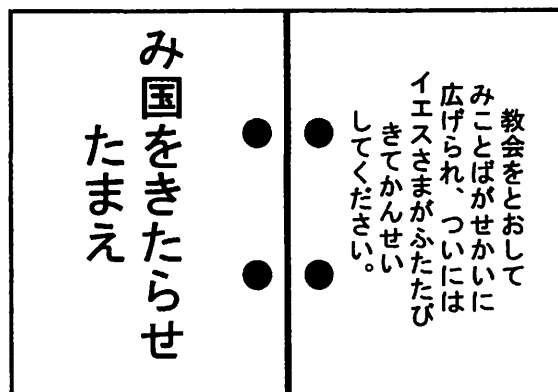 教会をとおして
みことばがせかいに
広げられ、ついには
イエスさまがふたたび
きてかんせい
してください。
み国をきたらせ
たまえ